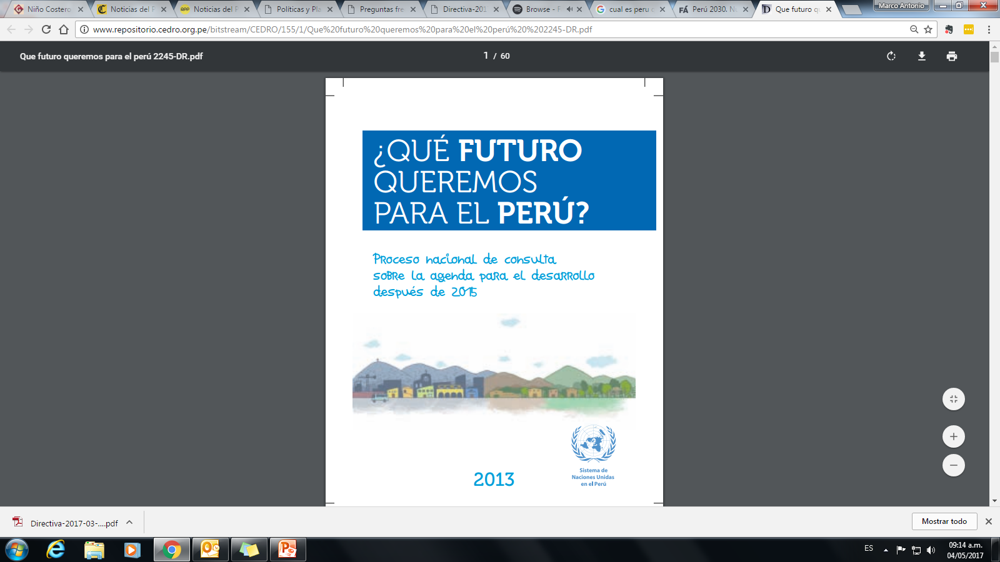 Niño Costero
Noticias del P
Noticias del P
Políticas y Pla
Preguntas fre
Directiva-201
Browse - F
cual es peru
Perú 2030. Nu
Que futuro qu
Marco Antonio
www.repositorio.cedro.org.pe/bitstream/CEDRO/155/1/Que%20futuro%20queremos%20para%20el%20perú%20%202245-DR.pdf
Que futuro queremos para el perú 2245-DR.pdf
1 / 60
¿QUÉ FUTURO
QUEREMOS
PARA EL PERÚ?
Proceso nacional de consulta
sobre la agenda para el desarrollo
después de 2015
2013
Sistema de
Naciones Unidas
en el Perú
Directiva-2017-03-....pdf
Mostrar todo
ES
09:14 a.m.
04/05/2017